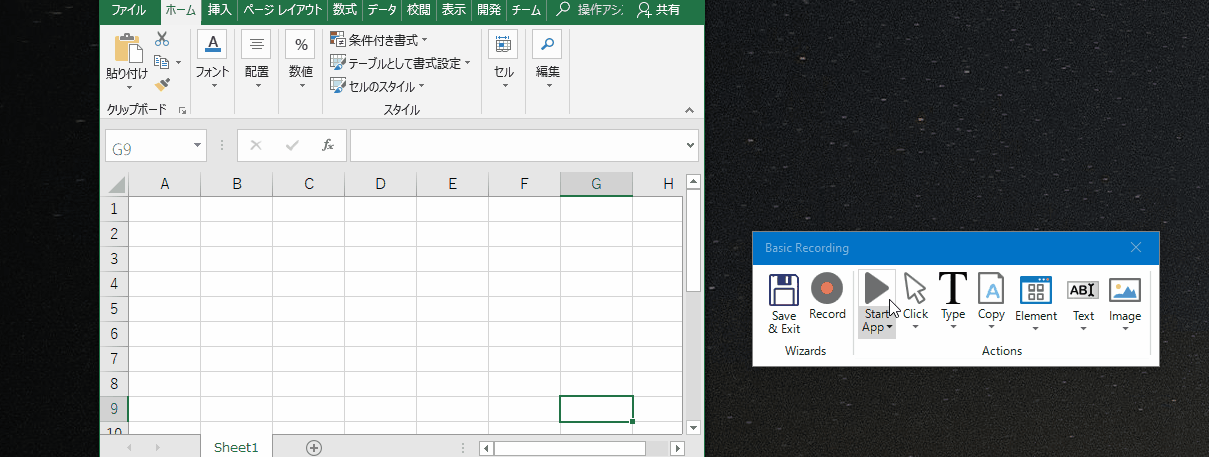 ファイル ホーム 挿入 ページ レイアウト 数式 データ 校閲 表示 開発 チーム 操作アシ 共有
貼り付け
フォント
配置
%
数値
条件付き書式
テーブルとして書式設定
セルのスタイル
セル
編集
クリップボード
スタイル
G9
fx
A B C D E F G H
1
2
3
4
5
6
7
8
9
10
Sheet1
Basic Recording
Save & Exit
Record
Start App
Click
Type
Copy
Element
Text
Image
Wizards
Actions